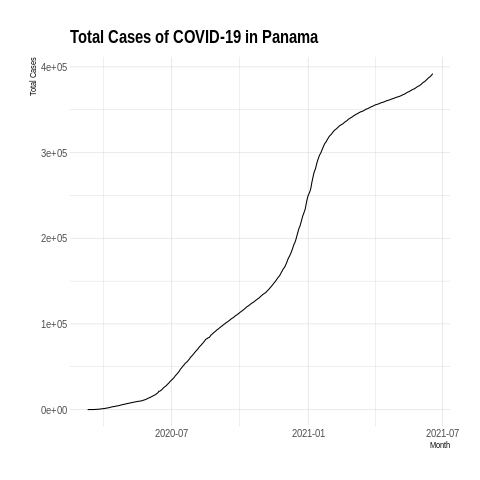 Total Cases of COVID-19 in Panama
Total Cases
4e+05
3e+05
2e+05
1e+05
0e+00
2020-07
2021-01
2021-07
Month